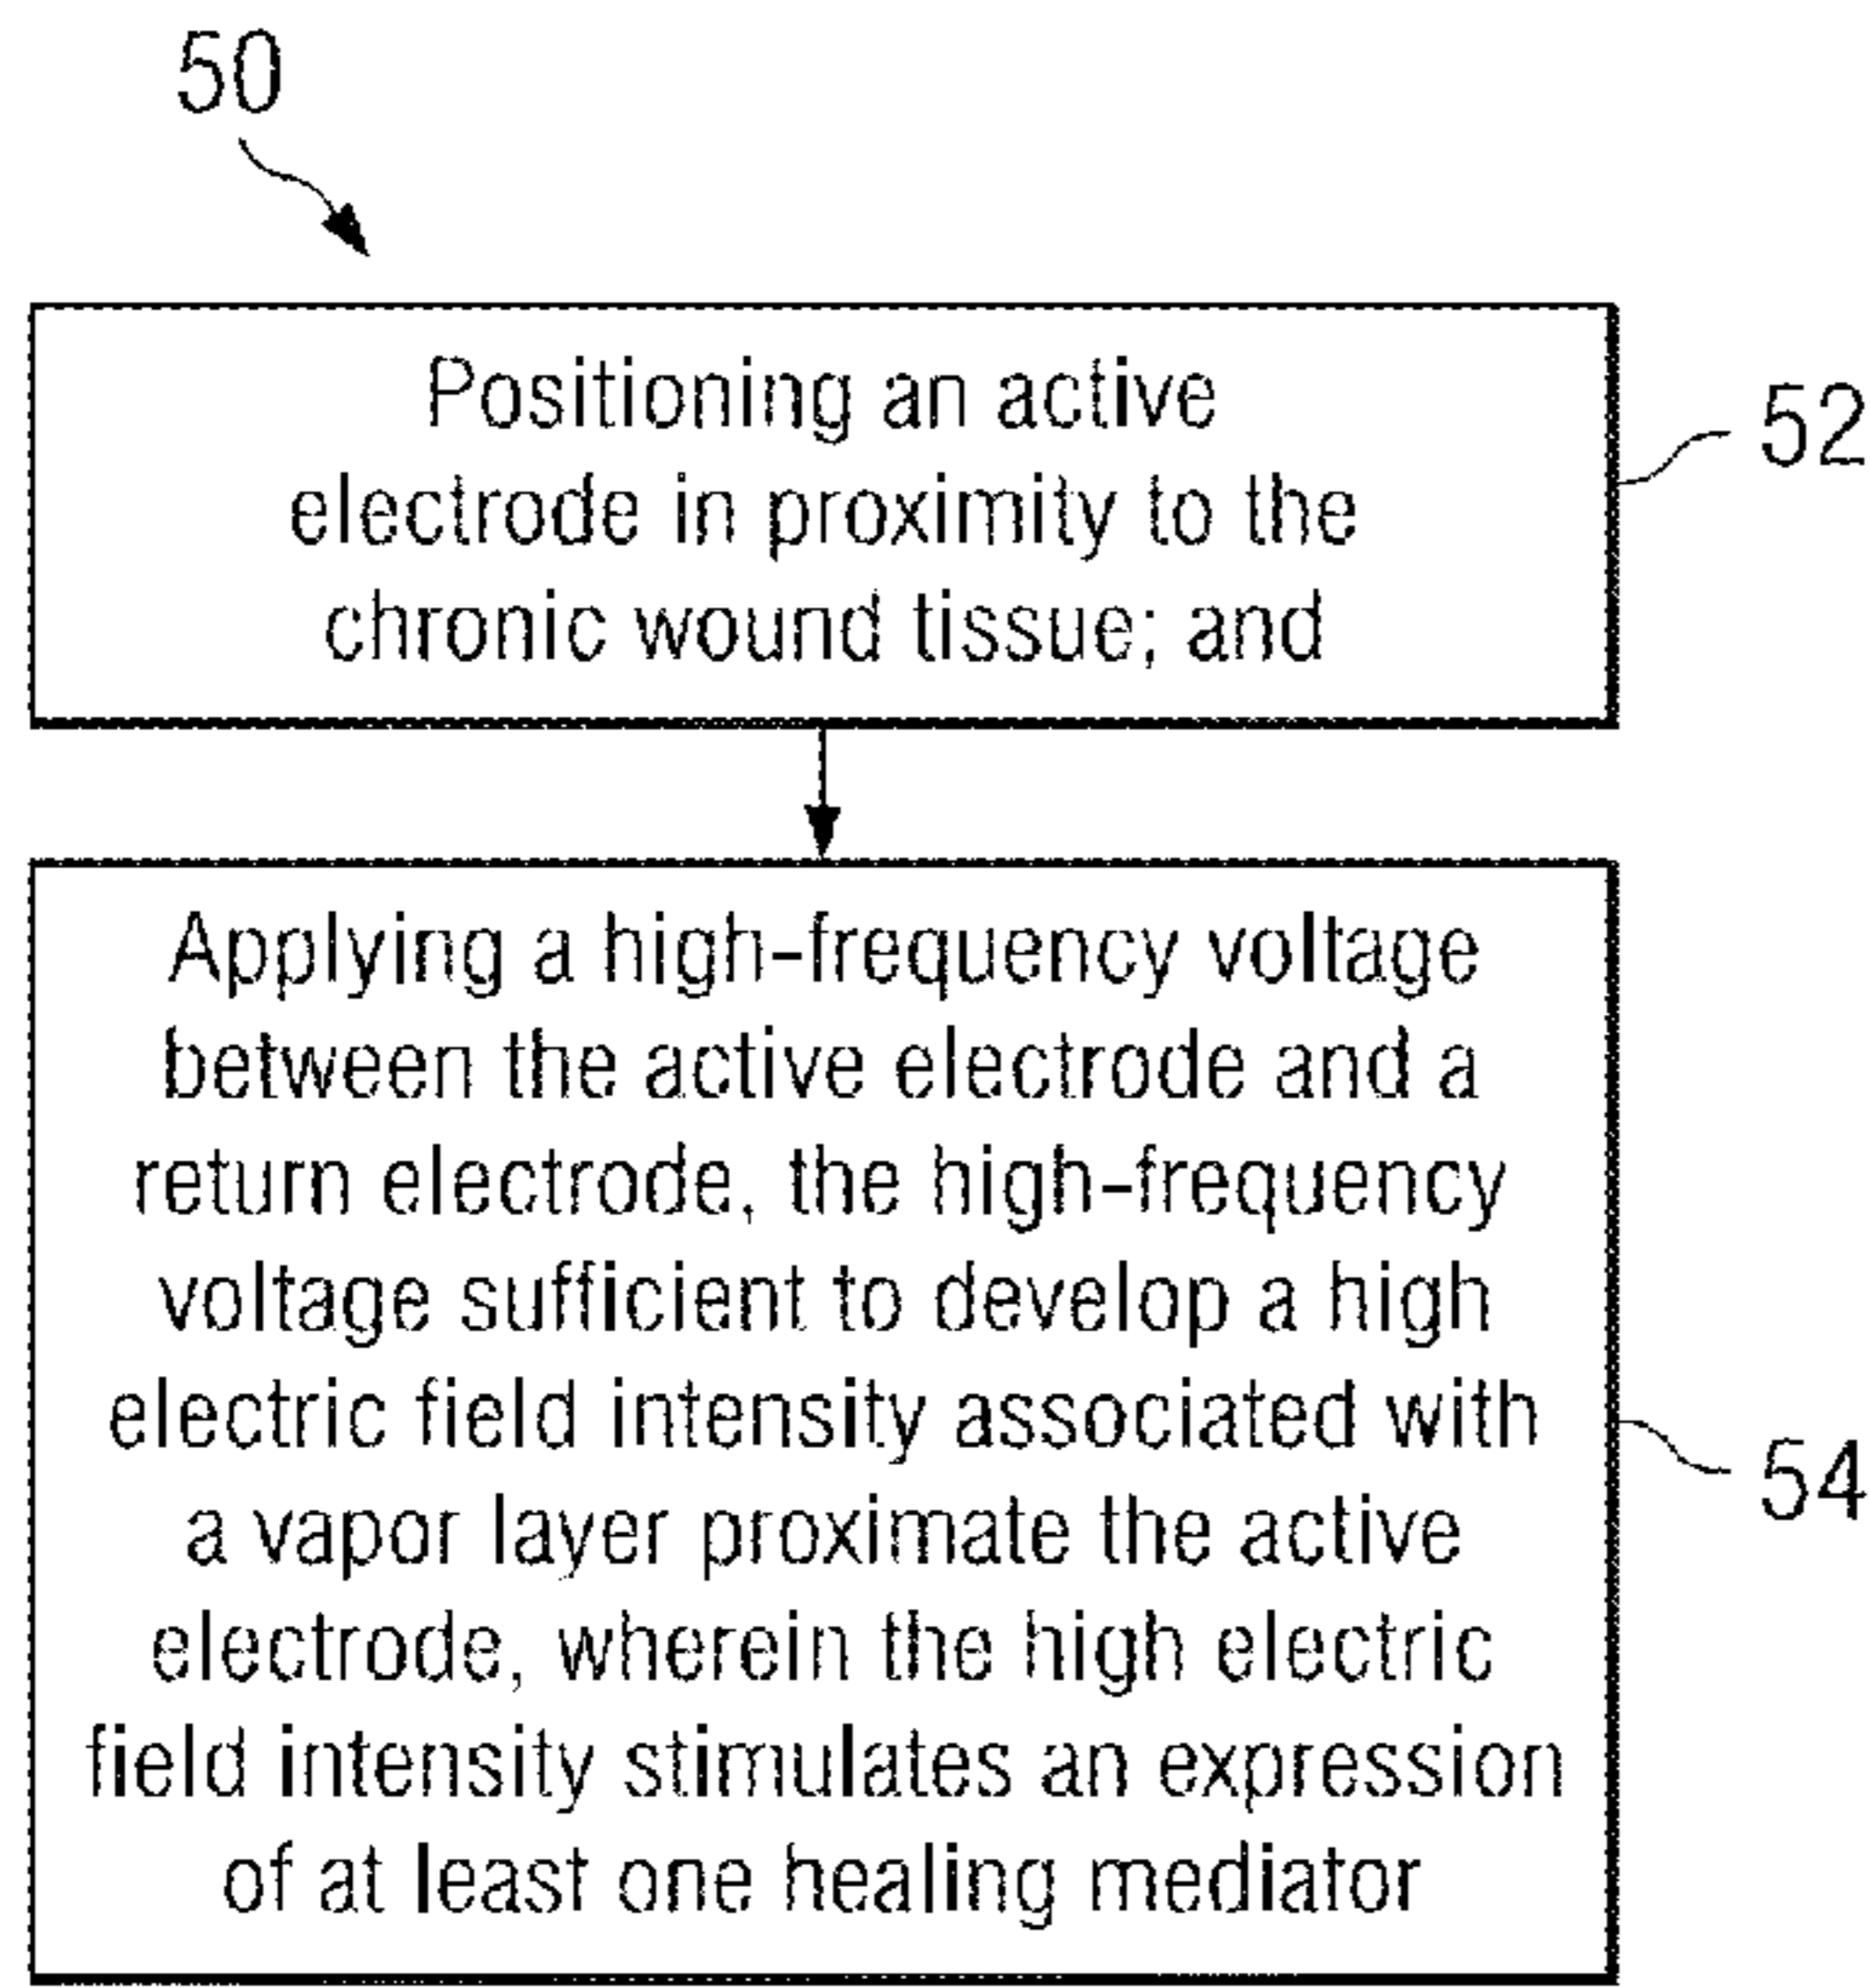 50
Positioning an active
electrode in proximity to the
chronic wound tissue; and
52
Applying a high-frequency voltage
between the active electrode and a
return electrode, the high-frequency
voltage sufficient to develop a high
electric field intensity associated with
a vapor layer proximate the active
electrode, wherein the high electric
field intensity stimulates an expression
of at least one healing mediator
54